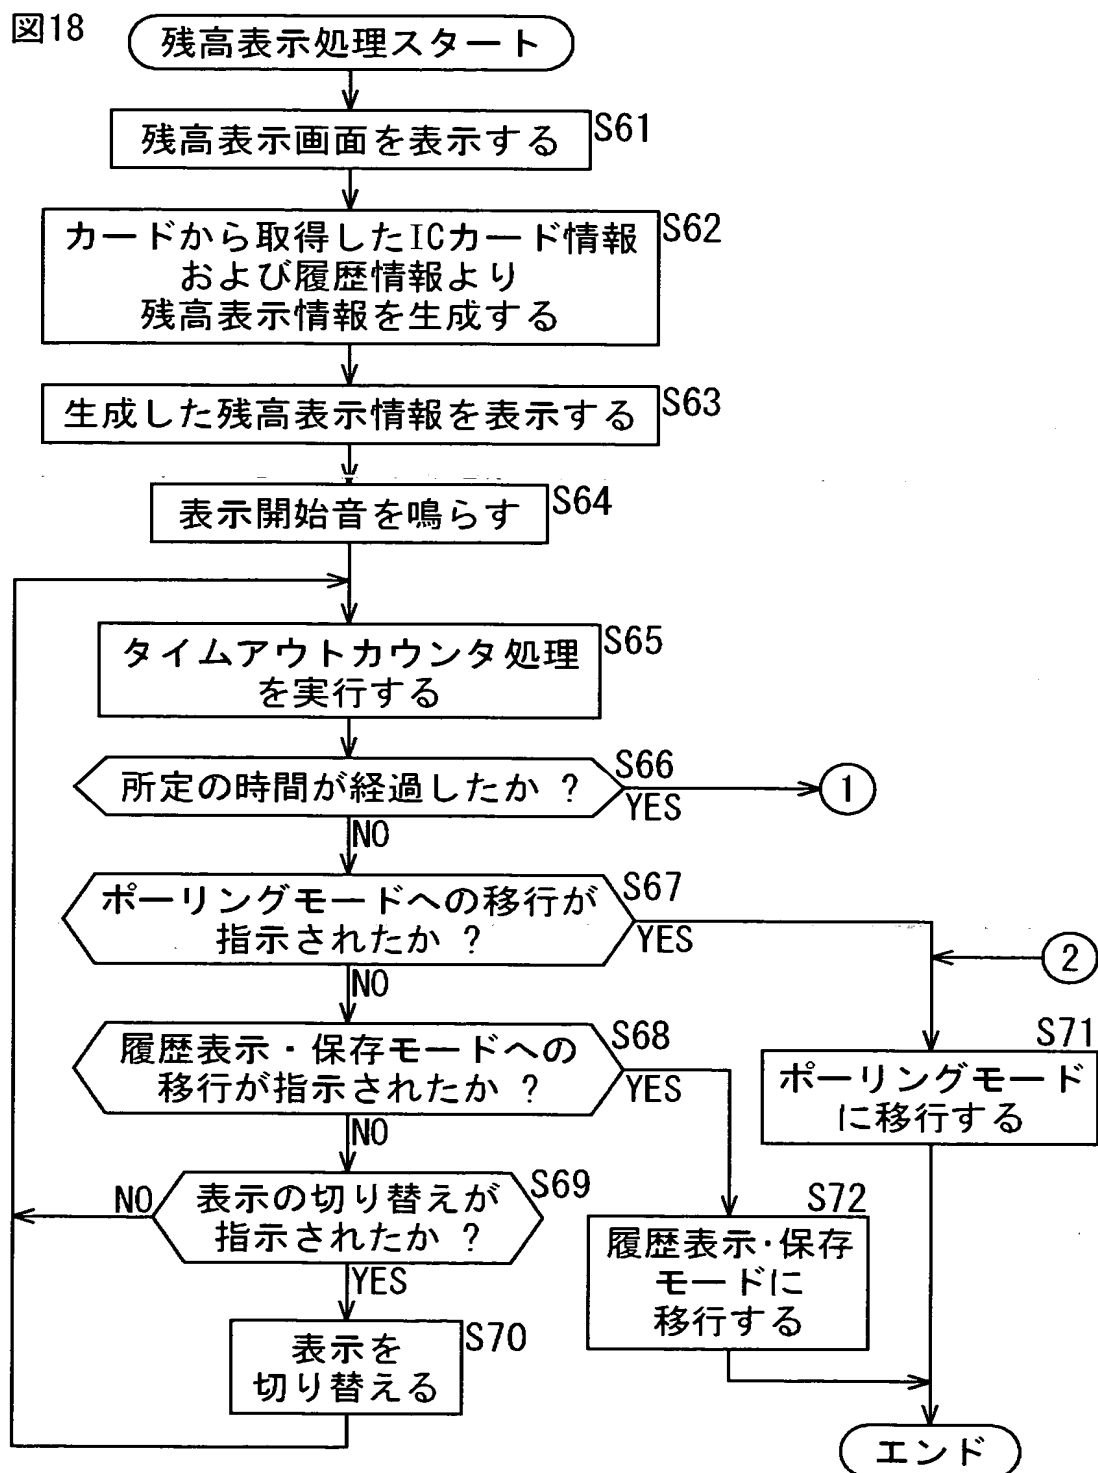 図18
残高表示処理スタート
残高表示画面を表示する
S61
カードから取得したICカード情報
および履歴情報より
残高表示情報を生成する
S62
生成した残高表示情報を表示する
S63
表示開始音を鳴らす
S64
タイムアウトカウンタ処理
を実行する
S65
所定の時間が経過したか ?
S66
YES
1
NO
ポーリングモードへの移行が
指示されたか ?
S67
YES
2
NO
履歴表示・保存モードへの
移行が指示されたか ?
S68
YES
S71
ポーリングモード
に移行する
NO
表示の切り替えが
指示されたか ?
S69
NO
YES
S72
履歴表示・保存
モードに
移行する
表示を
切り替える
S70
エンド